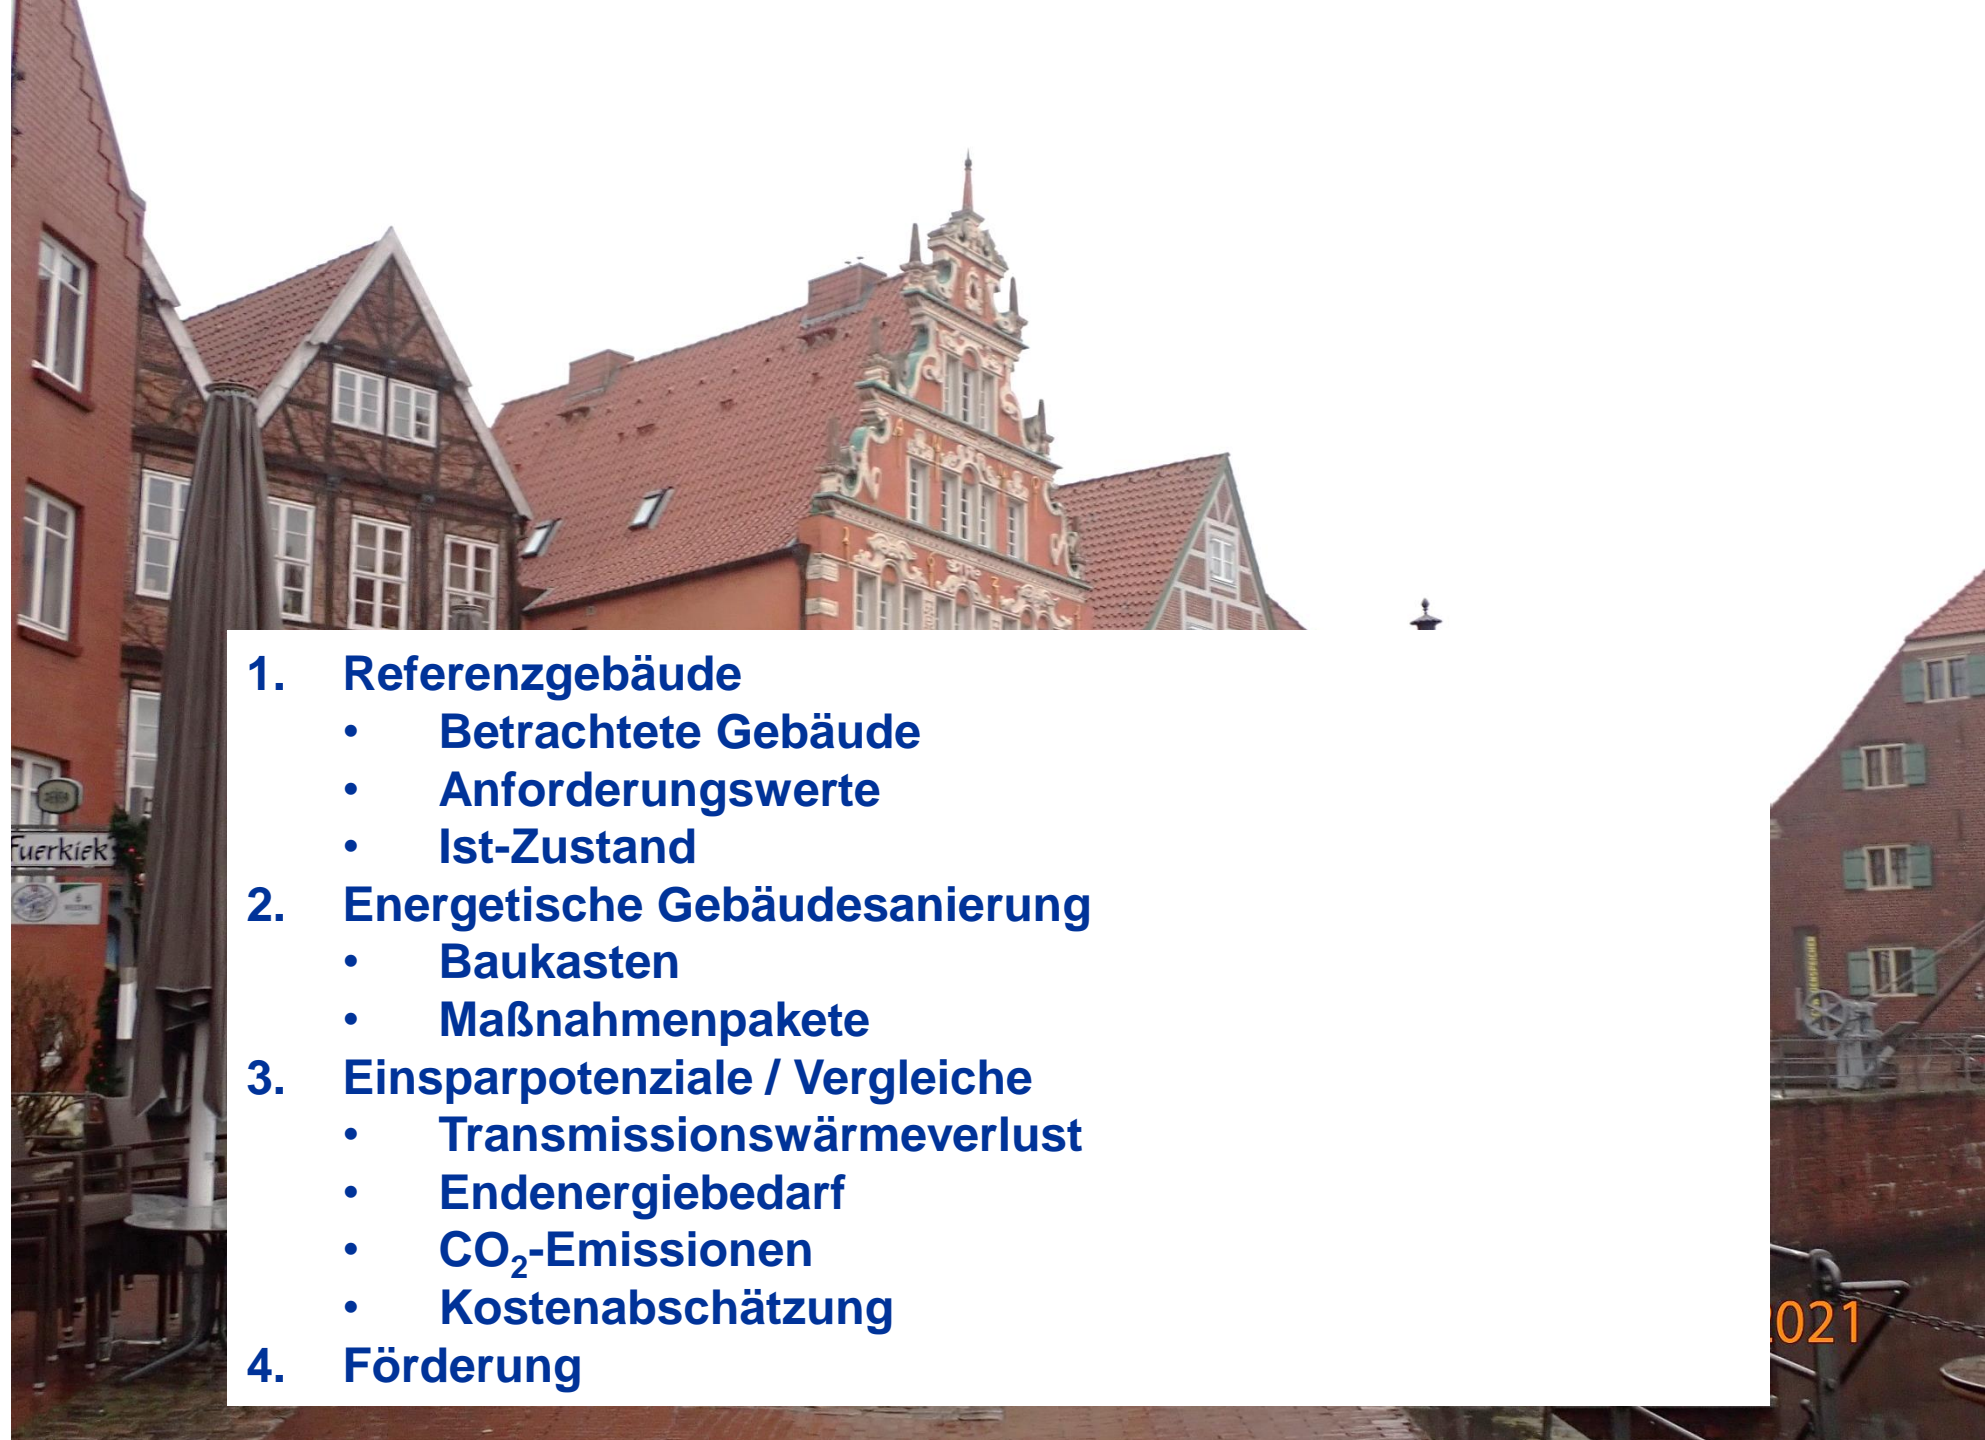 Fuerkiek
1. Referenzgebäude
• Betrachtete Gebäude
• Anforderungswerte
• Ist-Zustand
2. Energetische Gebäudesanierung
• Baukasten
• Maßnahmenpakete
3. Einsparpotenziale / Vergleiche
• Transmissionswärmeverlust
• Endenergiebedarf
• CO₂-Emissionen
• Kostenabschätzung
4. Förderung
021